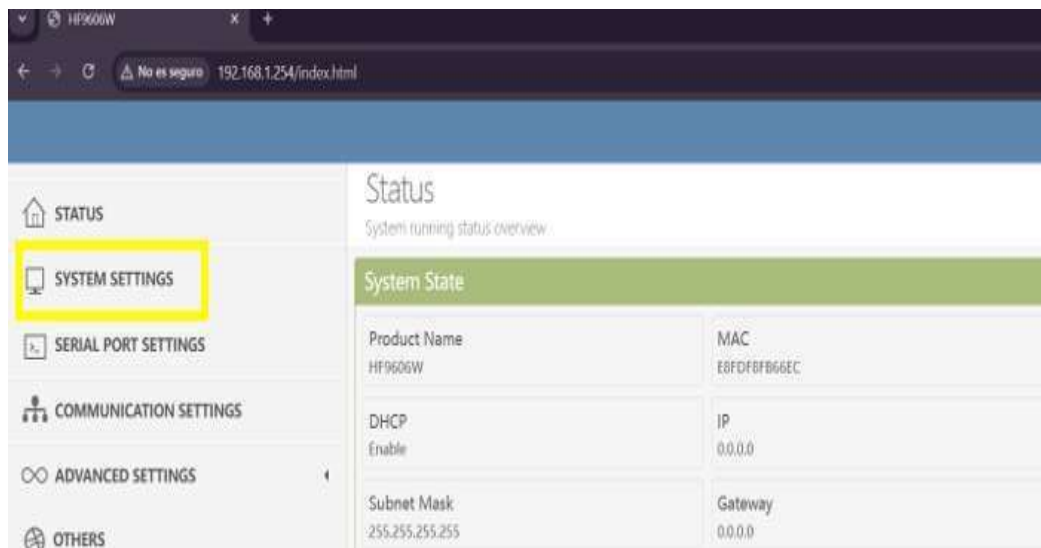 HF9606W
No es seguro 192.168.1.254/index.html
STATUS
SYSTEM SETTINGS
SERIAL PORT SETTINGS
COMMUNICATION SETTINGS
ADVANCED SETTINGS
OTHERS
Status
System running status overview
System State
Product Name
HF9606W
MAC
E8FDF8FB66EC
DHCP
Enable
IP
0.0.0.0
Subnet Mask
255.255.255.255
Gateway
0.0.0.0